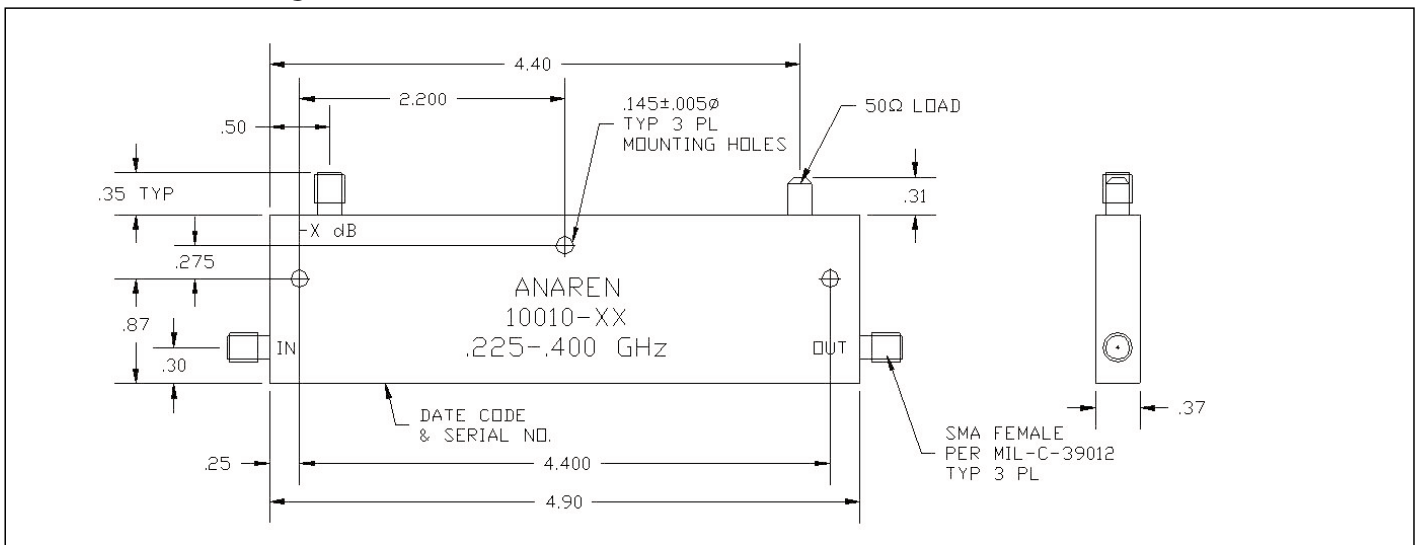 4.40
2.200
.145±.005ø
TYP 3 PL
MOUNTING HOLES
50Ω LOAD
.50
.35 TYP
.31
-X dB
.275
ANAREN
10010-XX
.225-.400 GHz
.87
IN
OUT
.30
DATE CODE
& SERIAL NO.
.37
SMA FEMALE
PER MIL-C-39012
TYP 3 PL
.25
4.400
4.90